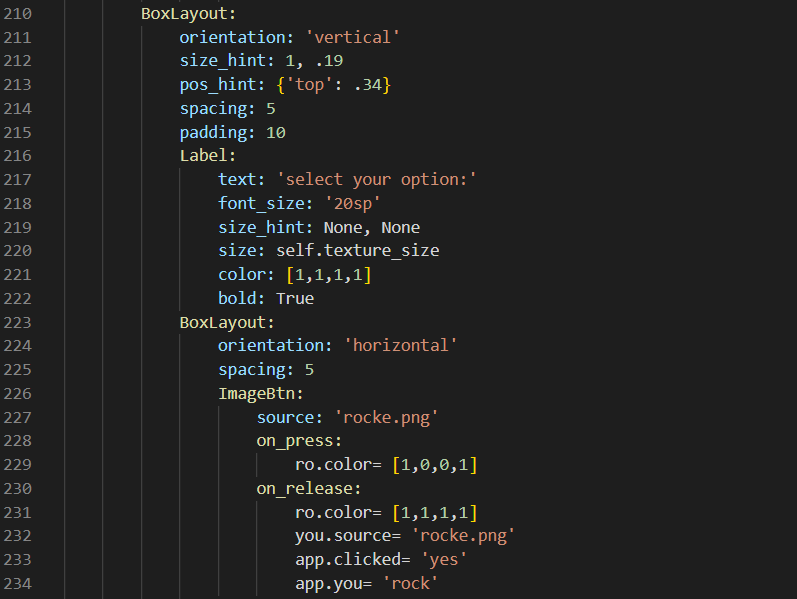 210 BoxLayout:
211 orientation: 'vertical'
212 size_hint: 1, .19
213 pos_hint: {'top': .34}
214 spacing: 5
215 padding: 10
216 Label:
217 text: 'select your option:'
218 font_size: '20sp'
219 size_hint: None, None
220 size: self.texture_size
221 color: [1,1,1,1]
222 bold: True
223 BoxLayout:
224 orientation: 'horizontal'
225 spacing: 5
226 ImageBtn:
227 source: 'rocke.png'
228 on_press:
229 ro.color= [1,0,0,1]
230 on_release:
231 ro.color= [1,1,1,1]
232 you.source= 'rocke.png'
233 app.clicked= 'yes'
234 app.you= 'rock'